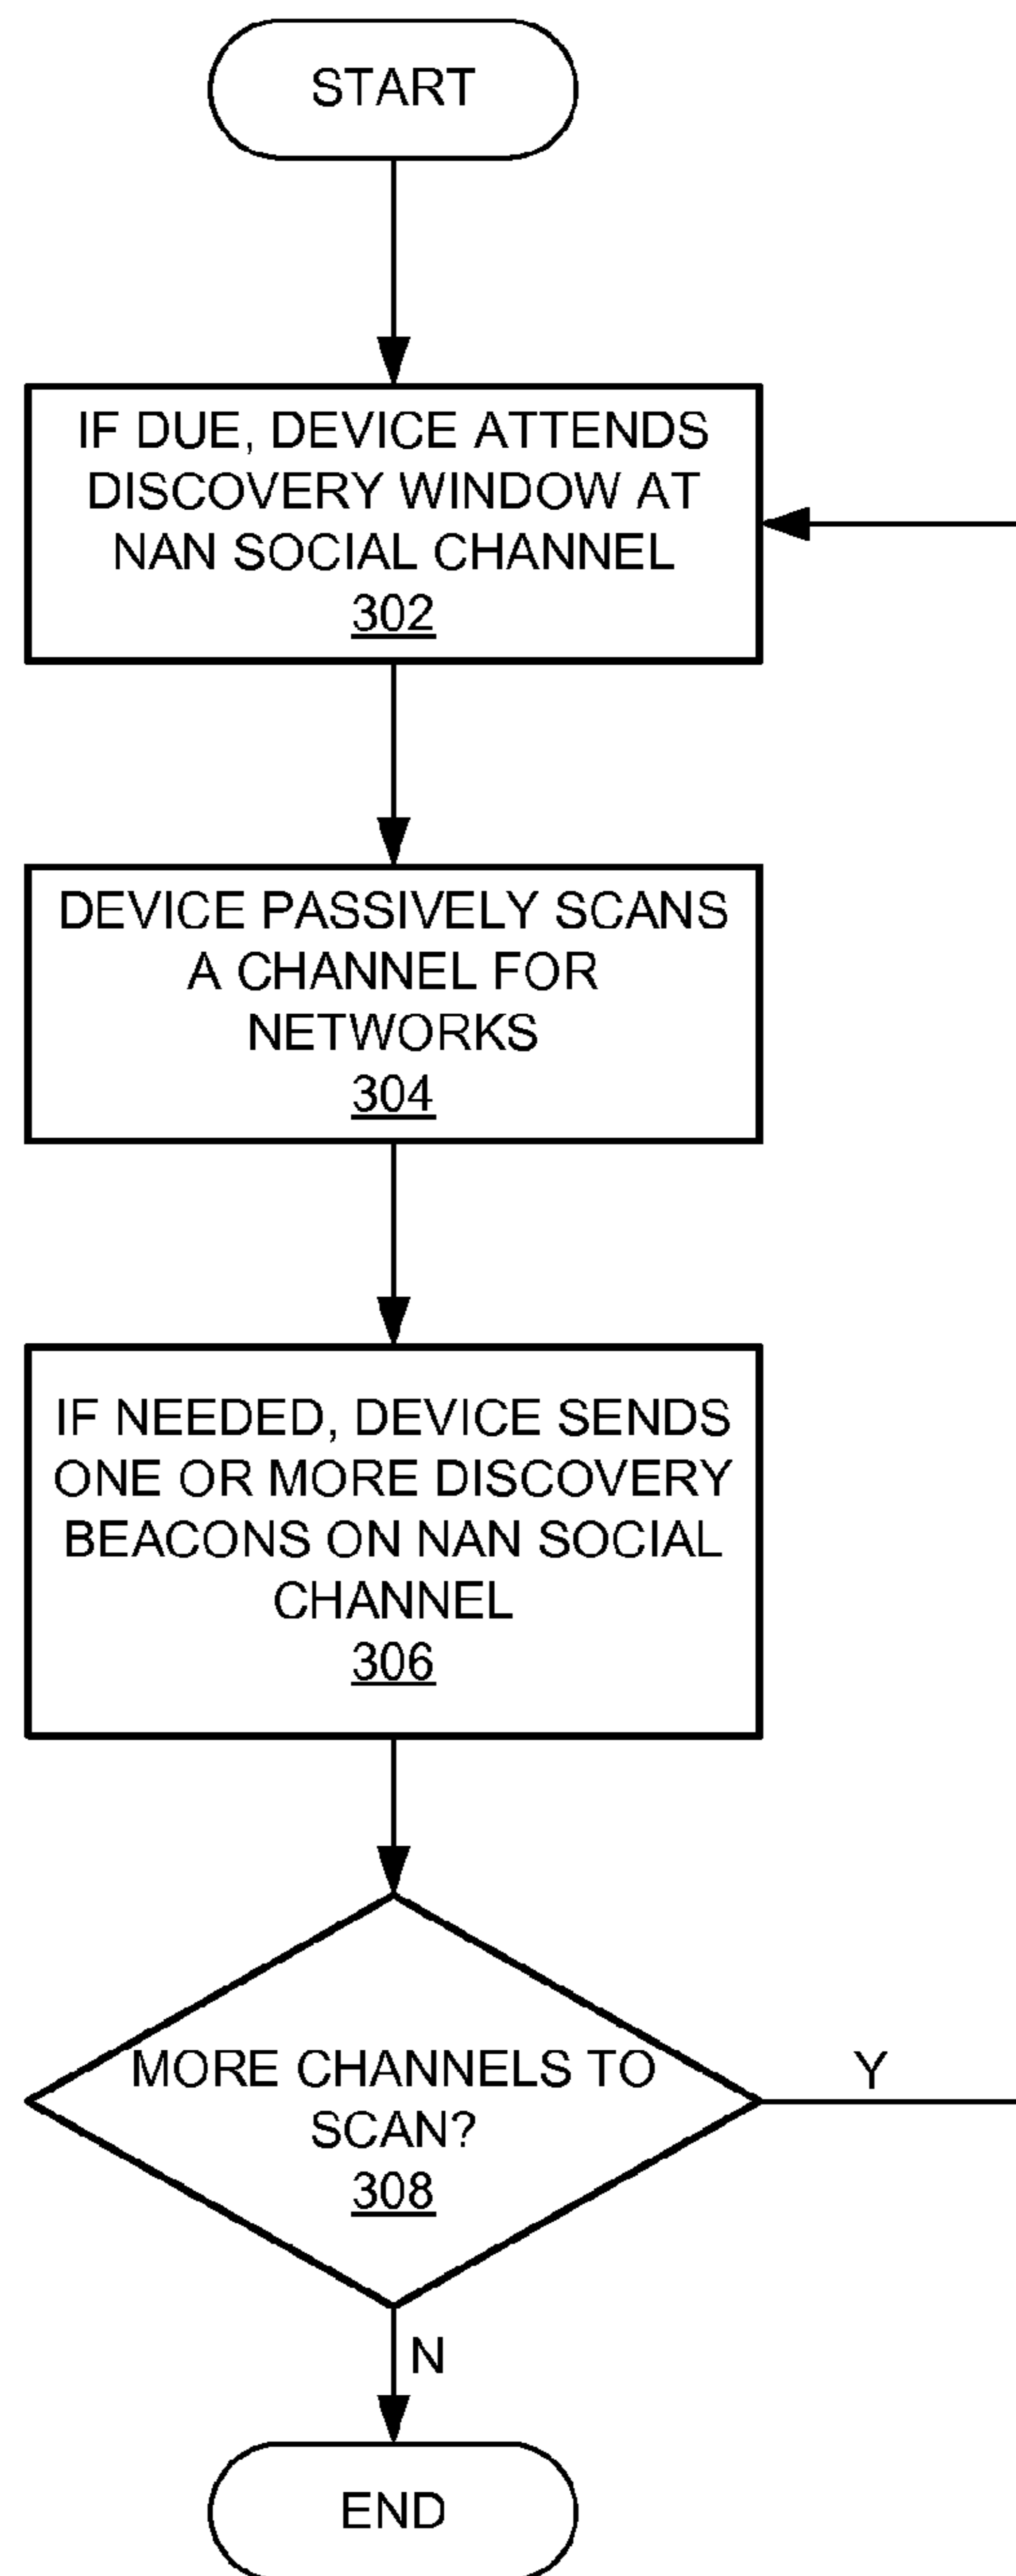 START
IF DUE, DEVICE ATTENDS
DISCOVERY WINDOW AT
NAN SOCIAL CHANNEL
302
DEVICE PASSIVELY SCANS
A CHANNEL FOR
NETWORKS
304
IF NEEDED, DEVICE SENDS
ONE OR MORE DISCOVERY
BEACONS ON NAN SOCIAL
CHANNEL
306
MORE CHANNELS TO
SCAN?
308
Y
N
END